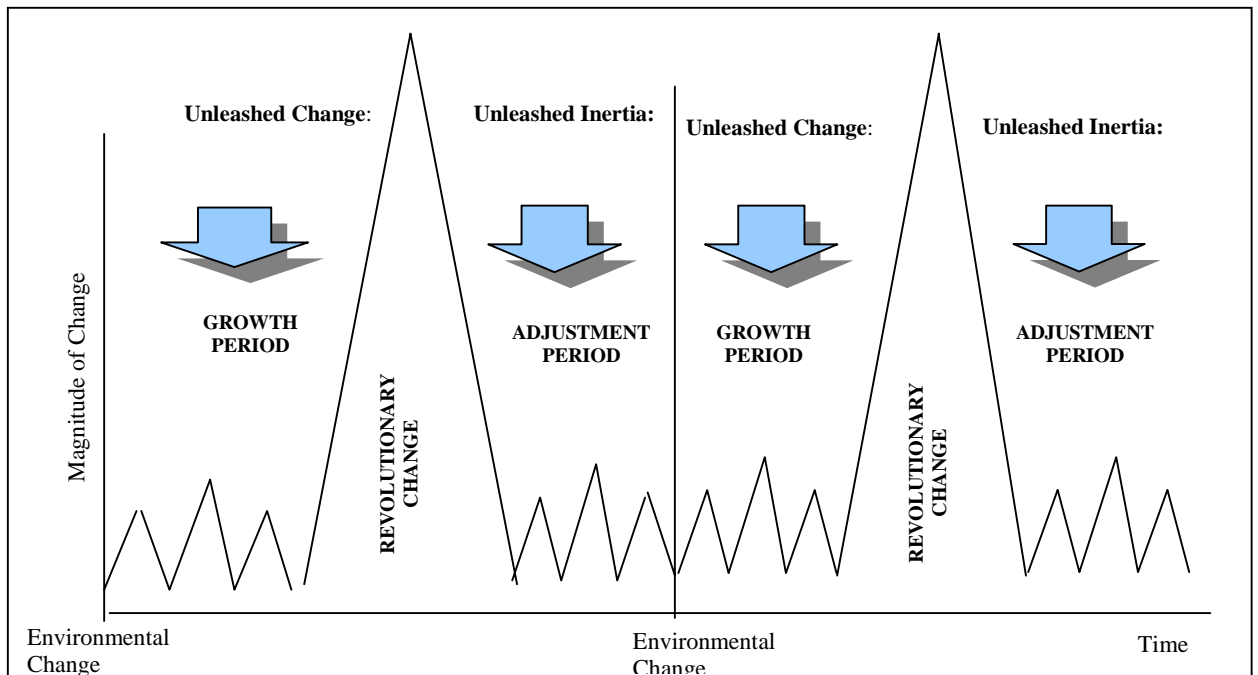 Unleashed Change:
Unleashed Inertia:
Unleashed Change:
Unleashed Inertia:
GROWTH
PERIOD
ADJUSTMENT
PERIOD
GROWTH
PERIOD
ADJUSTMENT
PERIOD
Magnitude of Change
REVOLUTIONARY
CHANGE
REVOLUTIONARY
CHANGE
Environmental
Change
Environmental
Change
Time